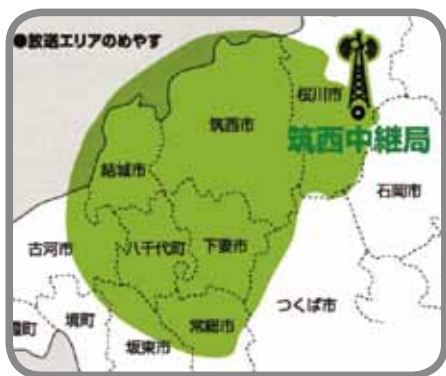 ●放送エリアのめやす
桜川市
筑西市
筑西中継局
結城市
石岡市
古河市
八千代町
下妻市
つくば市
境町
常総市
坂東市